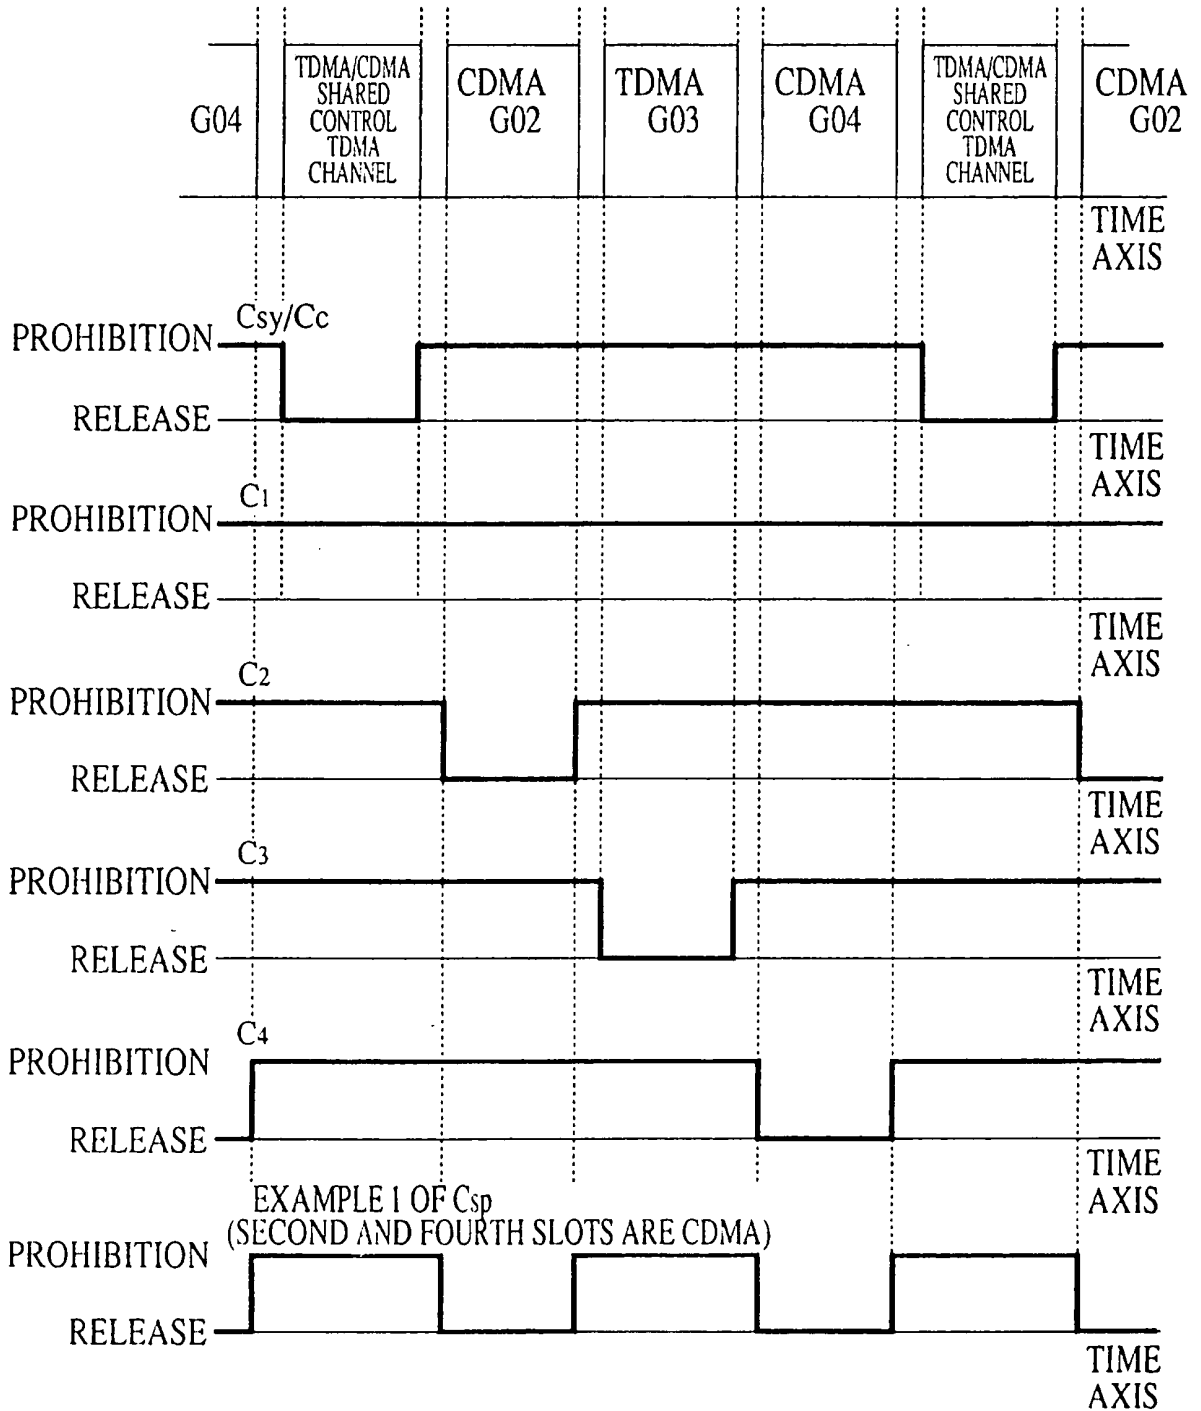 G04
TDMA/CDMA
SHARED
CONTROL
TDMA
CHANNEL
CDMA
G02
TDMA
G03
CDMA
G04
TDMA/CDMA
SHARED
CONTROL
TDMA
CHANNEL
CDMA
G02
TIME
AXIS
Csy/Cc
PROHIBITION
RELEASE
TIME
AXIS
C1
PROHIBITION
RELEASE
TIME
AXIS
C2
PROHIBITION
RELEASE
TIME
AXIS
C3
PROHIBITION
RELEASE
TIME
AXIS
C4
PROHIBITION
RELEASE
TIME
AXIS
EXAMPLE 1 OF Csp
(SECOND AND FOURTH SLOTS ARE CDMA)
PROHIBITION
RELEASE
TIME
AXIS